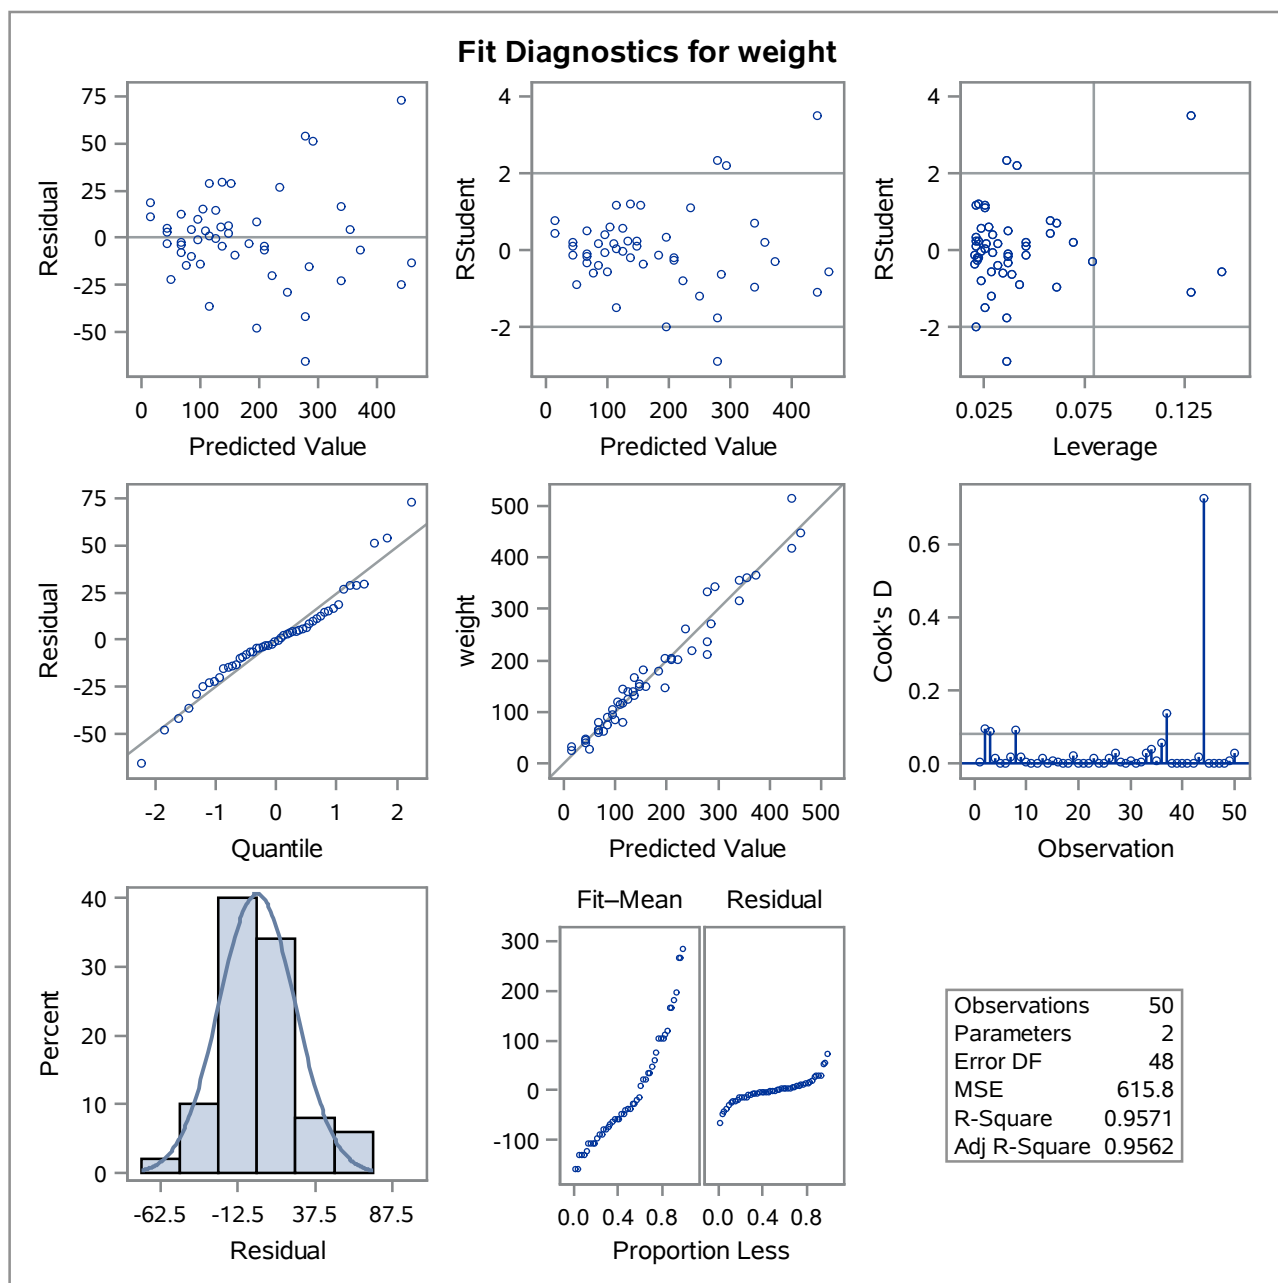 Fit Diagnostics for weight
75
50
25
0
-25
-50
Residual
0 100 200 300 400
Predicted Value
4
2
0
-2
RStudent
0 100 200 300 400
Predicted Value
4
2
0
-2
RStudent
0.025 0.075 0.125
Leverage
75
50
25
0
-25
-50
Residual
-2 -1 0 1 2
Quantile
500
400
300
200
100
0
weight
0 100 200 300 400 500
Predicted Value
0.6
0.4
0.2
0.0
Cook's D
0 10 20 30 40 50
Observation
40
30
20
10
0
Percent
-62.5 -12.5 37.5 87.5
Residual
Fit–Mean Residual
300
200
100
0
-100
0.0 0.4 0.8 0.0 0.4 0.8
Proportion Less
Observations 50
Parameters 2
Error DF 48
MSE 615.8
R-Square 0.9571
Adj R-Square 0.9562